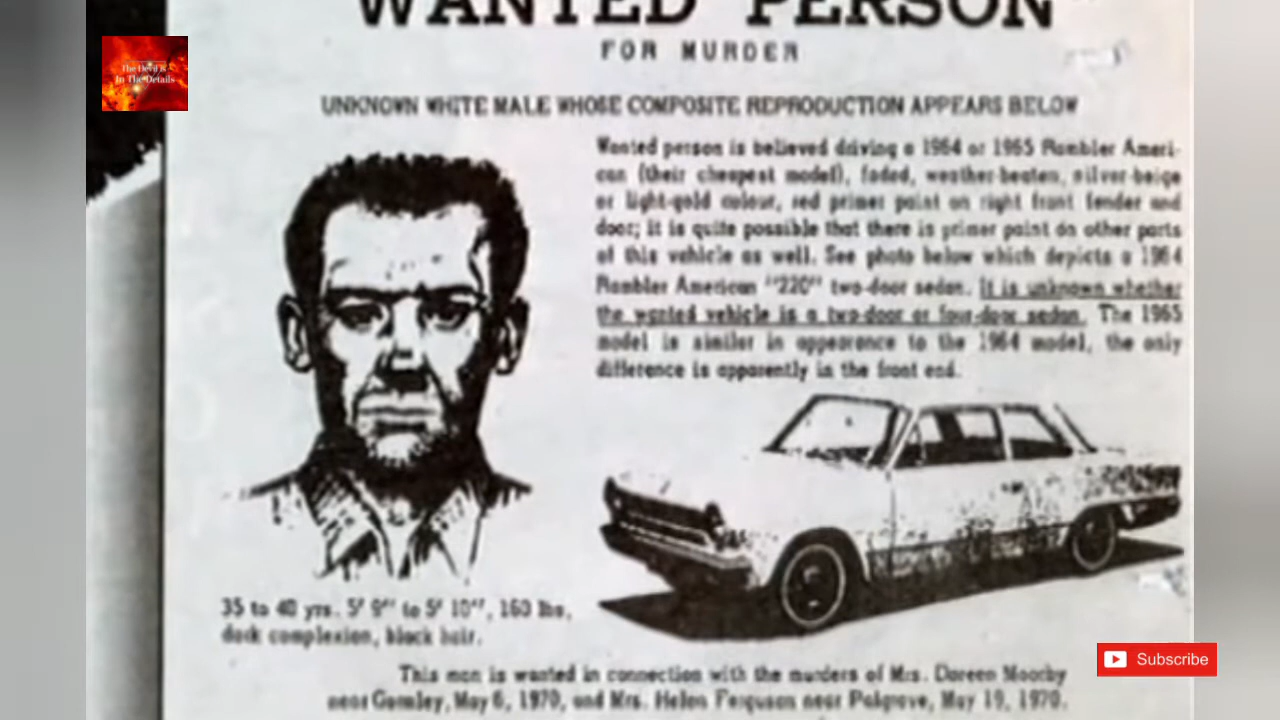 WANTED PERSON"
FOR MURDER
The Devil is
In The Details
UNKNOWN WHITE MALE WHOSE COMPOSITE REPRODUCTION APPEARS BELOW
Wanted person is believed driving a 1964 or 1965 Rambler Ameri-
can (their cheapest model), faded, weather-beaten, silver-beige
or light-gold colour, red primer paint on right front fender and
door; it is quite possible that there is primer paint on other parts
of this vehicle as well. See photo below which depicts a 1964
Rambler American "220" two-door sedan. It is unknown whether
the wanted vehicle is a two-door or four-door sedan. The 1965
model is similar in appearance to the 1964 model, the only
difference is apparently in the front end.
35 to 40 yrs. 5' 9" to 5' 10", 160 lbs,
dark complexion, black hair.
Subscribe
This man is wanted in connection with the murders of Mrs. Doreen Moorby
near Gormley, May 6, 1970, and Mrs. Helen Ferguson near Palgrave, May 19, 1970.